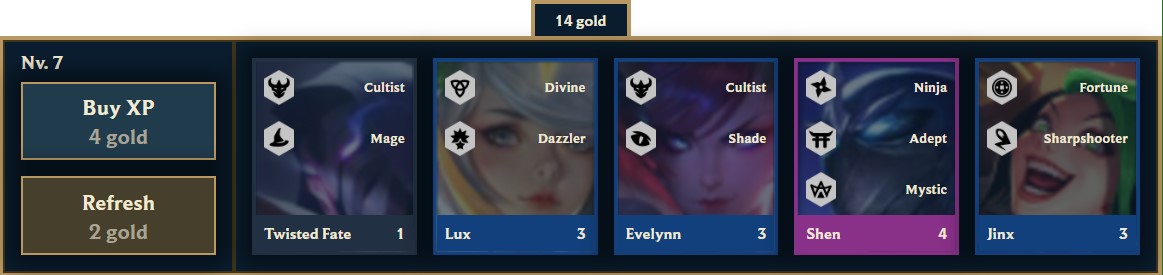 14 gold
Nv. 7
Buy XP
4 gold
Refresh
2 gold
Cultist
Mage
Twisted Fate 1
Divine
Dazzler
Lux 3
Cultist
Shade
Evelynn 3
Ninja
Adept
Mystic
Shen 4
Fortune
Sharpshooter
Jinx 3